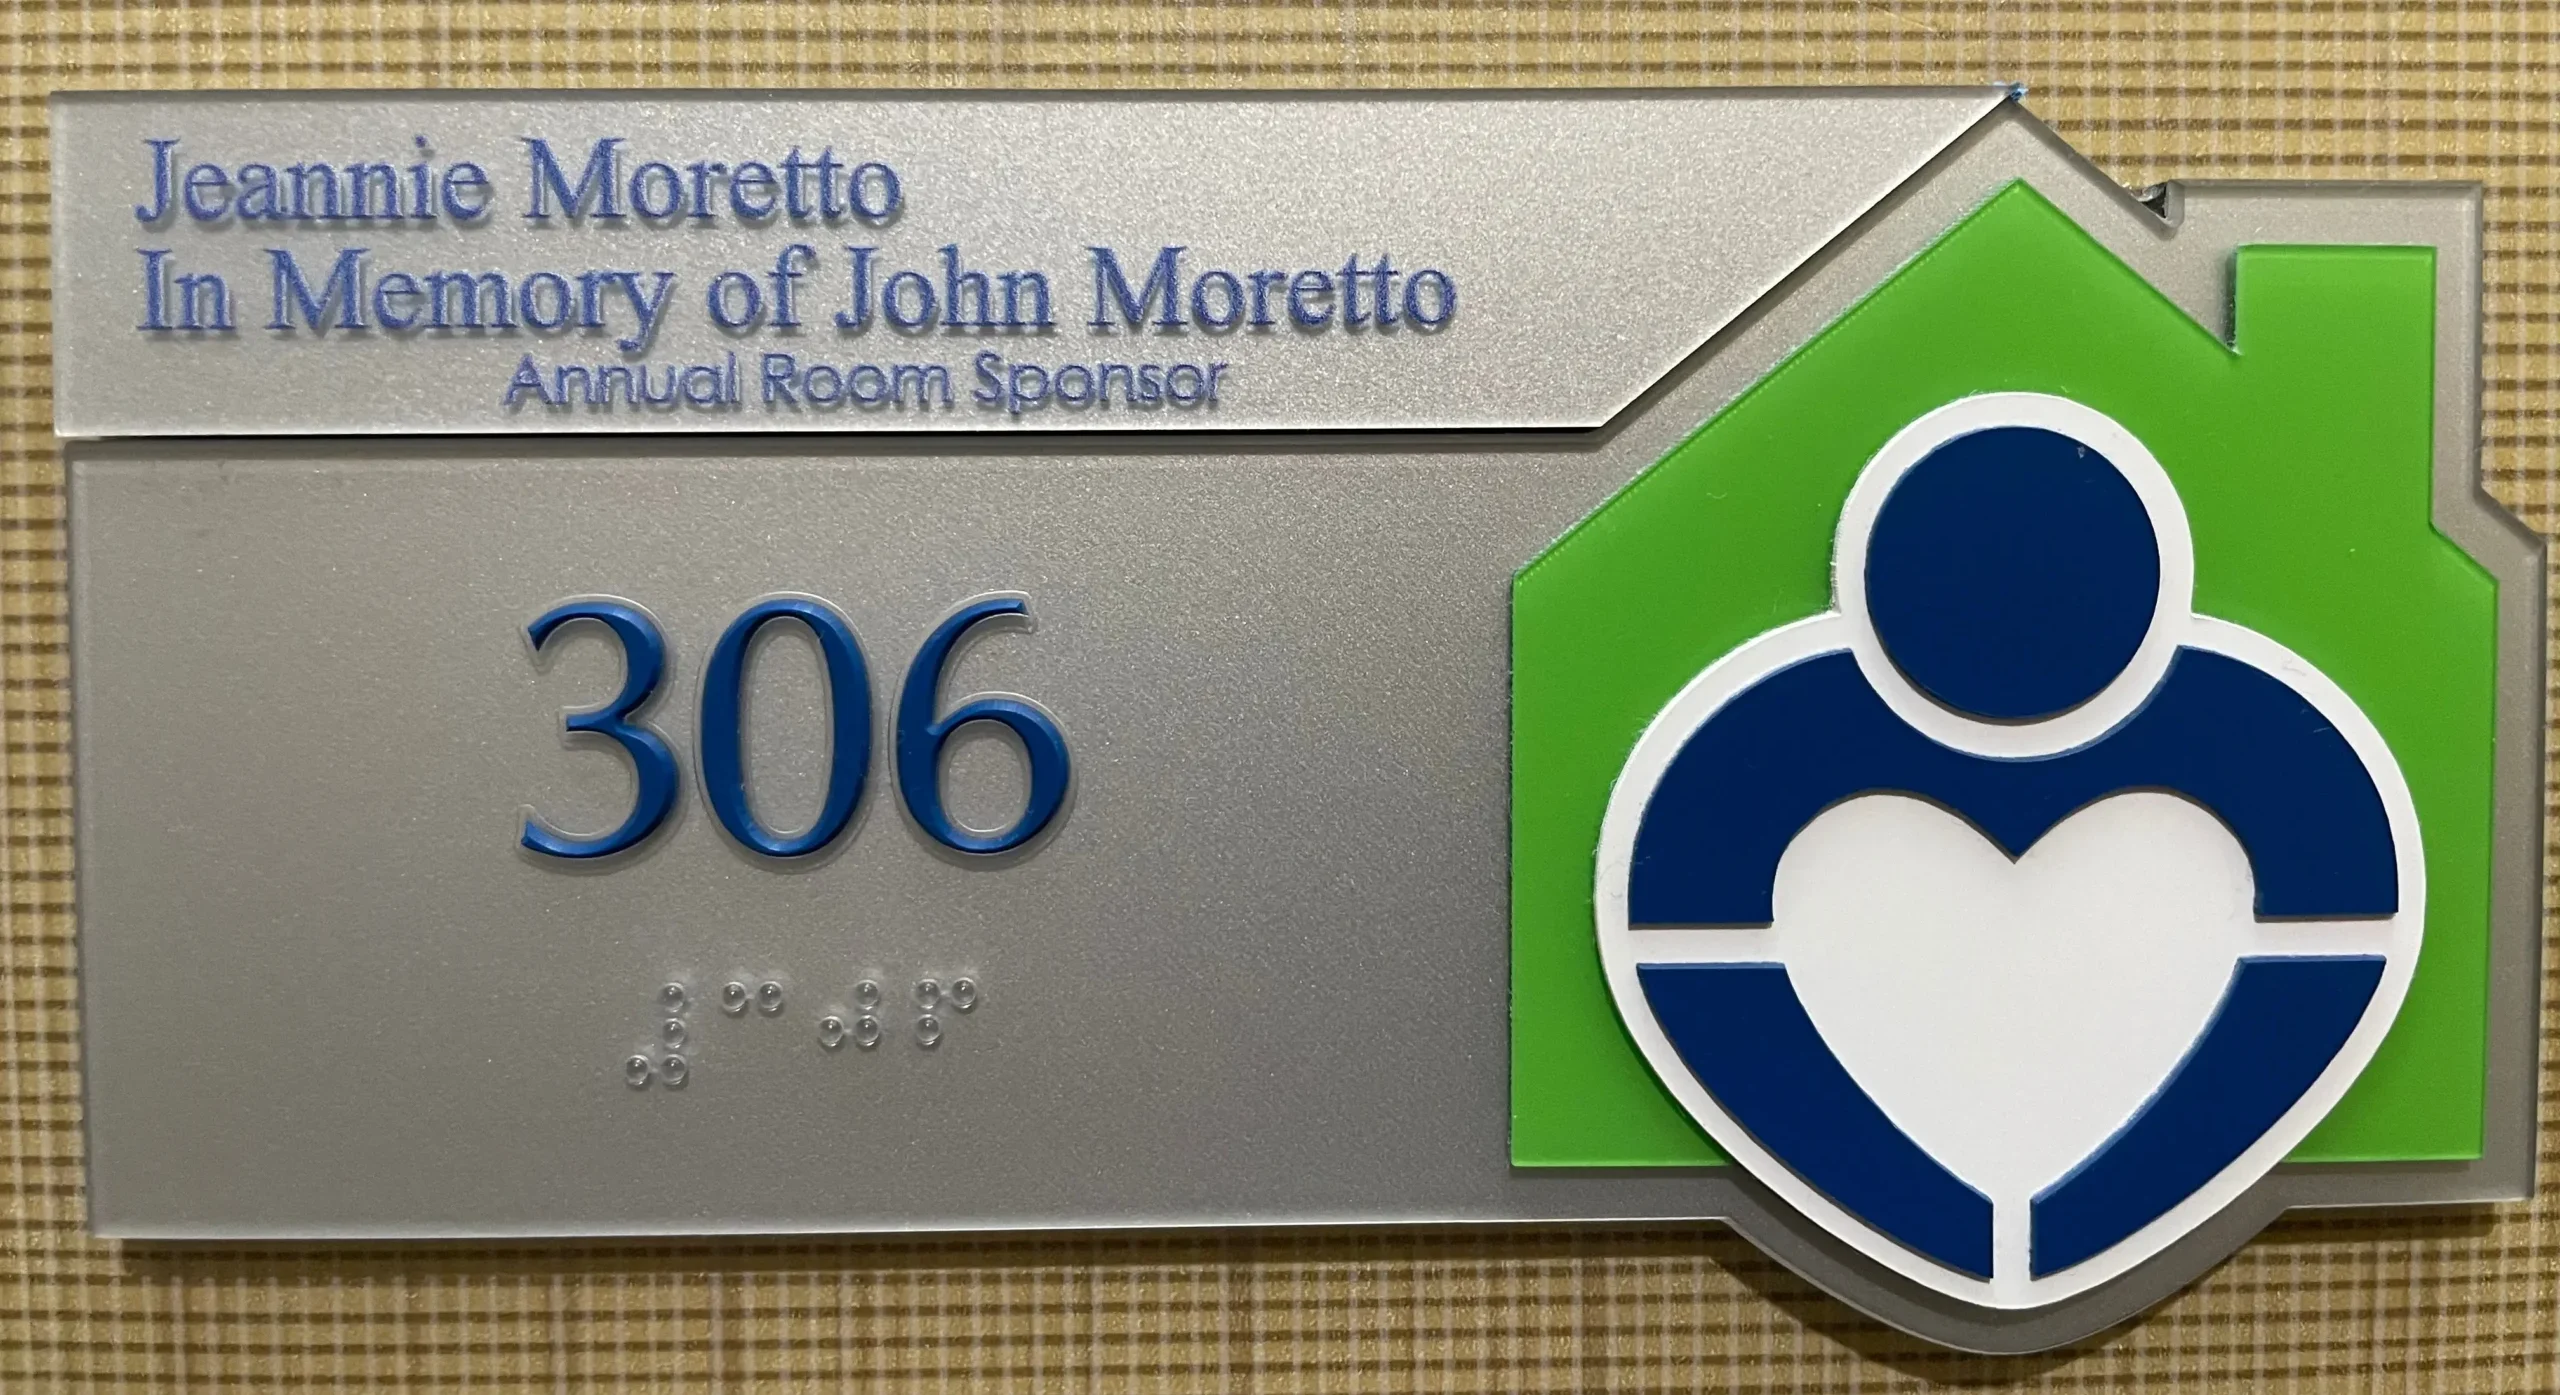 Jeannie Moretto
In Memory of John Moretto
Annual Room Sponsor
306
⠼⠉⠚⠋